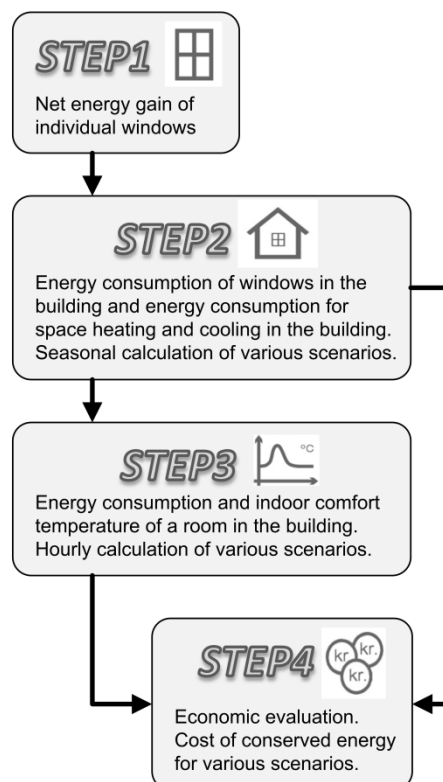 STEP1
Net energy gain of
individual windows
STEP2
Energy consumption of windows in the
building and energy consumption for
space heating and cooling in the building.
Seasonal calculation of various scenarios.
STEP3
°C
Energy consumption and indoor comfort
temperature of a room in the building.
Hourly calculation of various scenarios.
STEP4
kr kr.
kr.
Economic evaluation.
Cost of conserved energy
for various scenarios.